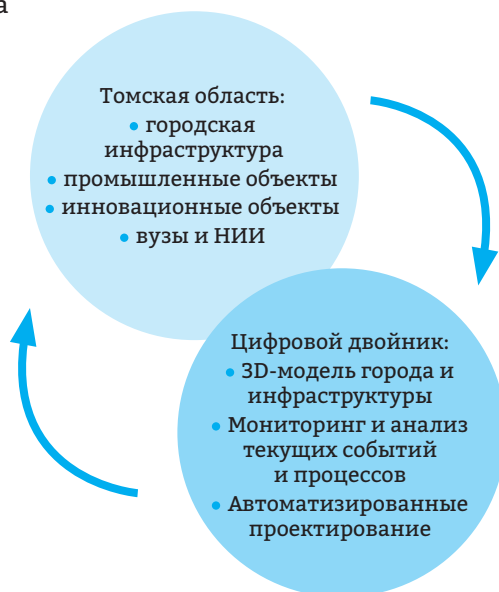 а
Томская область:
• городская
инфраструктура
• промышленные объекты
• инновационные объекты
• вузы и НИИ
Цифровой двойник:
• 3D-модель города и
инфраструктуры
• Мониторинг и анализ
текущих событий
и процессов
• Автоматизированные
проектирование